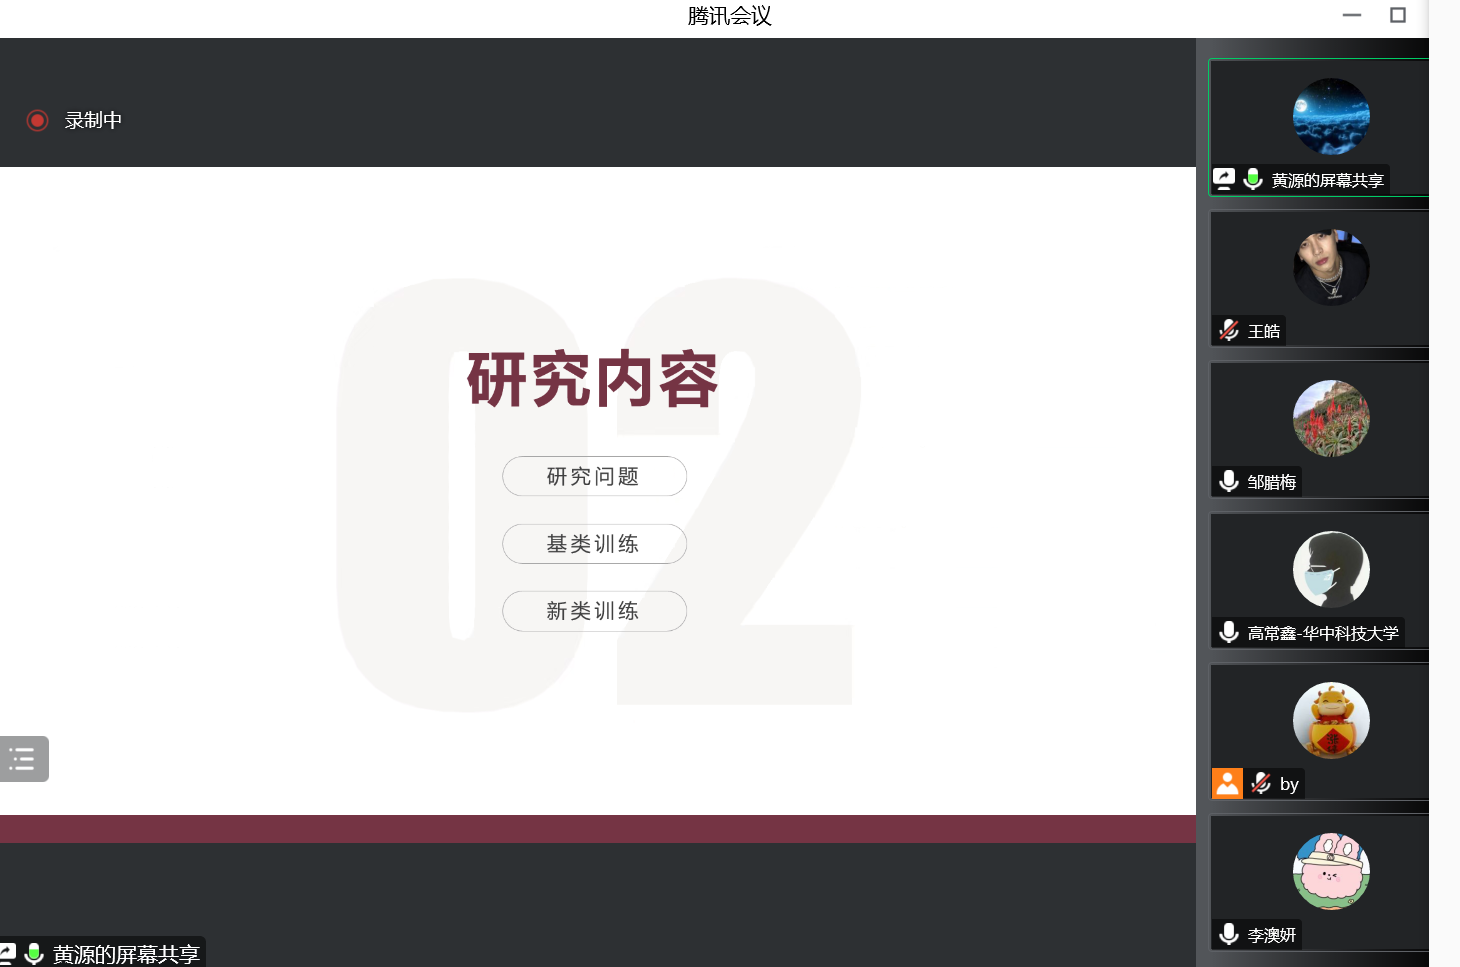 腾讯会议
录制中
02
研究内容
研究问题
基类训练
新类训练
黄源的屏幕共享
黄源的屏幕共享
王皓
邹腊梅
高常鑫-华中科技大学
by
李澳妍